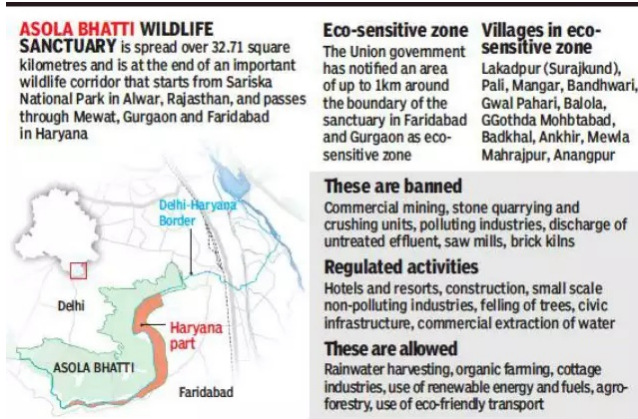 ASOLA BHATTI WILDLIFE
SANCTUARY is spread over 32.71 square
kilometres and is at the end of an important
wildlife corridor that starts from Sariska
National Park in Alwar, Rajasthan, and passes
through Mewat, Gurgaon and Faridabad
in Haryana
Eco-sensitive zone
The Union government
has notified an area
of up to 1km around
the boundary of the
sanctuary in Faridabad
and Gurgaon as eco-
sensitive zone
Villages in eco-
sensitive zone
Lakadpur (Surajkund),
Pali, Mangar, Bandhwari,
Gwal Pahari, Balola,
GGothda Mohbtabad,
Badkhal, Ankhir, Mewla
Mahrajpur, Anangpur
Delhi-Haryana
Border
Delhi
Haryana
part
ASOLA BHATTI
Faridabad
These are banned
Commercial mining, stone quarrying and
crushing units, polluting industries, discharge of
untreated effluent, saw mills, brick kilns
Regulated activities
Hotels and resorts, construction, small scale
non-polluting industries, felling of trees, civic
infrastructure, commercial extraction of water
These are allowed
Rainwater harvesting, organic farming, cottage
industries, use of renewable energy and fuels, agro-
forestry, use of eco-friendly transport